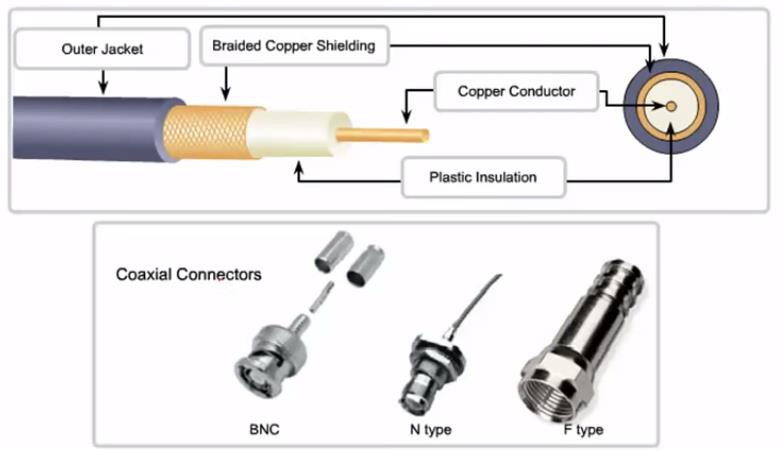 Outer Jacket
Braided Copper Shielding
Copper Conductor
Plastic Insulation
Coaxial Connectors
BNC
N type
F type